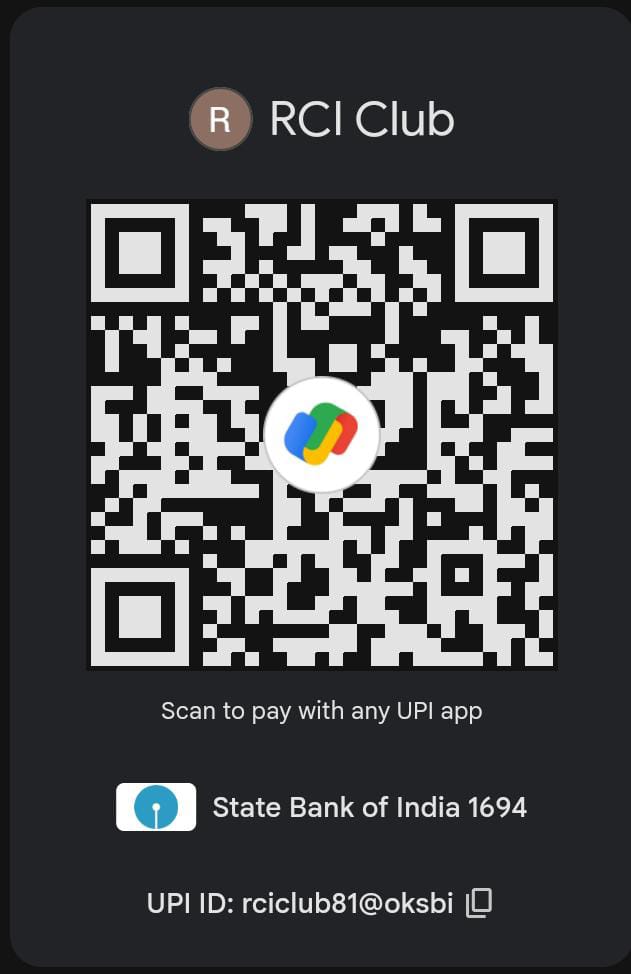 R RCI Club
Scan to pay with any UPI app
State Bank of India 1694
UPI ID: rciclub81@oksbi